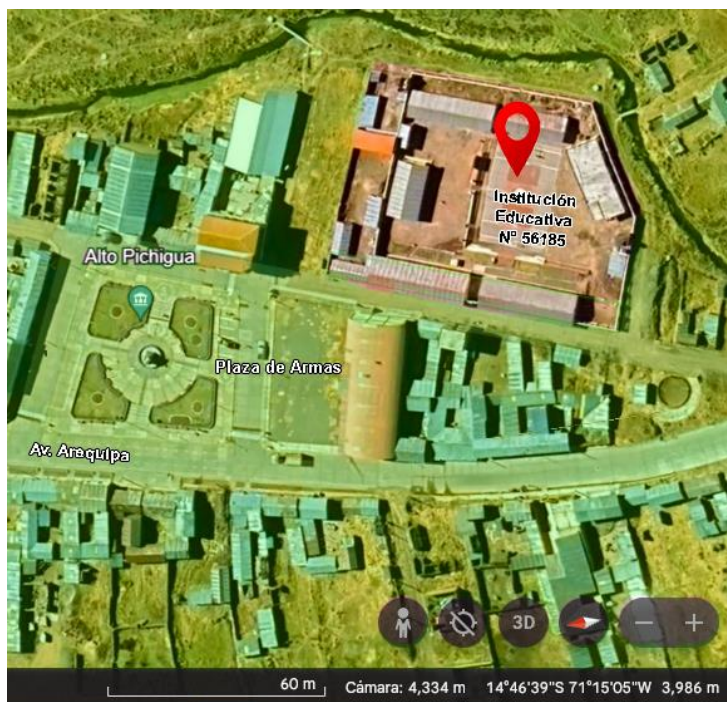 Institución
Educativa
N° 56185
Alto Pichigua
Plaza de Armas
Av. Arequipa
3D
60 m
Cámara: 4,334 m 14°46'39"S 71°15'05"W 3,986 m